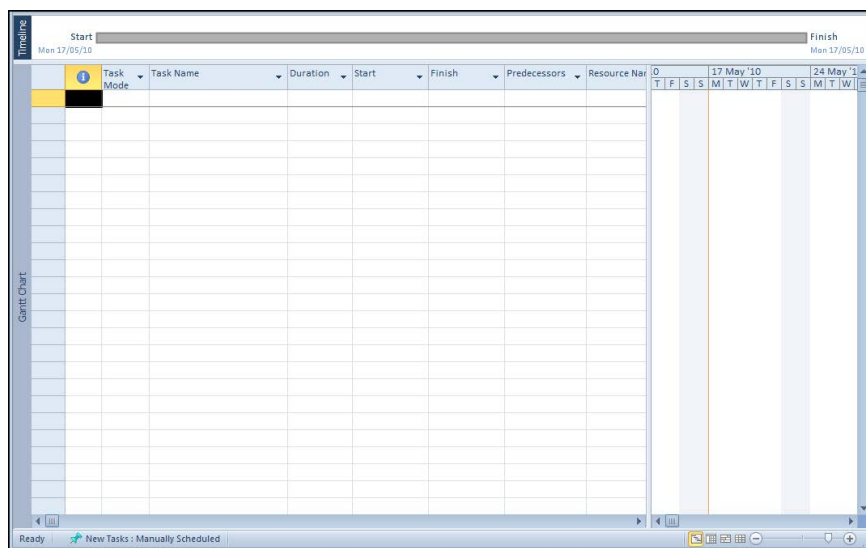 Timeline
Start
Finish
Mon 17/05/10
Mon 17/05/10
Task Mode
Task Name
Duration
Start
Finish
Predecessors
Resource Nar
.0
17 May '10
24 May '1
T F S S M T W T F S S M T W
Gantt Chart
Ready
New Tasks : Manually Scheduled